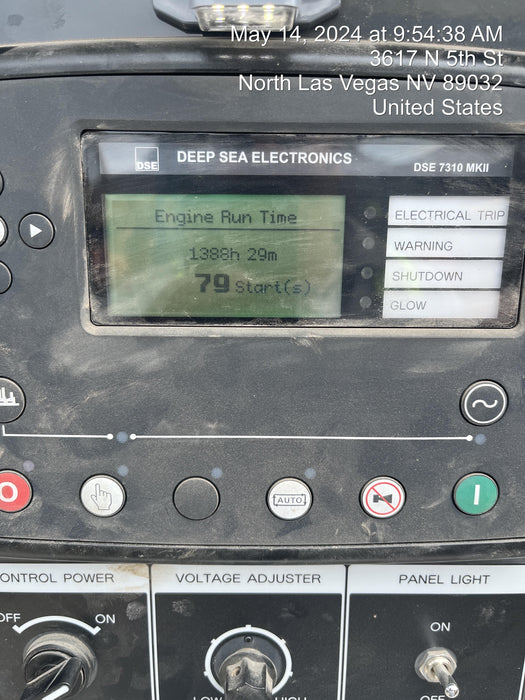 May 14, 2024 at 9:54:38 AM
3617 N 5th St
North Las Vegas NV 89032
United States
DSE
DEEP SEA ELECTRONICS
DSE 7310 MKII
Engine Run Time
1388h 29m
79 Start(s)
ELECTRICAL TRIP
WARNING
SHUTDOWN
GLOW
O
AUTO
I
ONTROL POWER
VOLTAGE ADJUSTER
PANEL LIGHT
OFF
ON
ON
LOW
HIGH
OFF